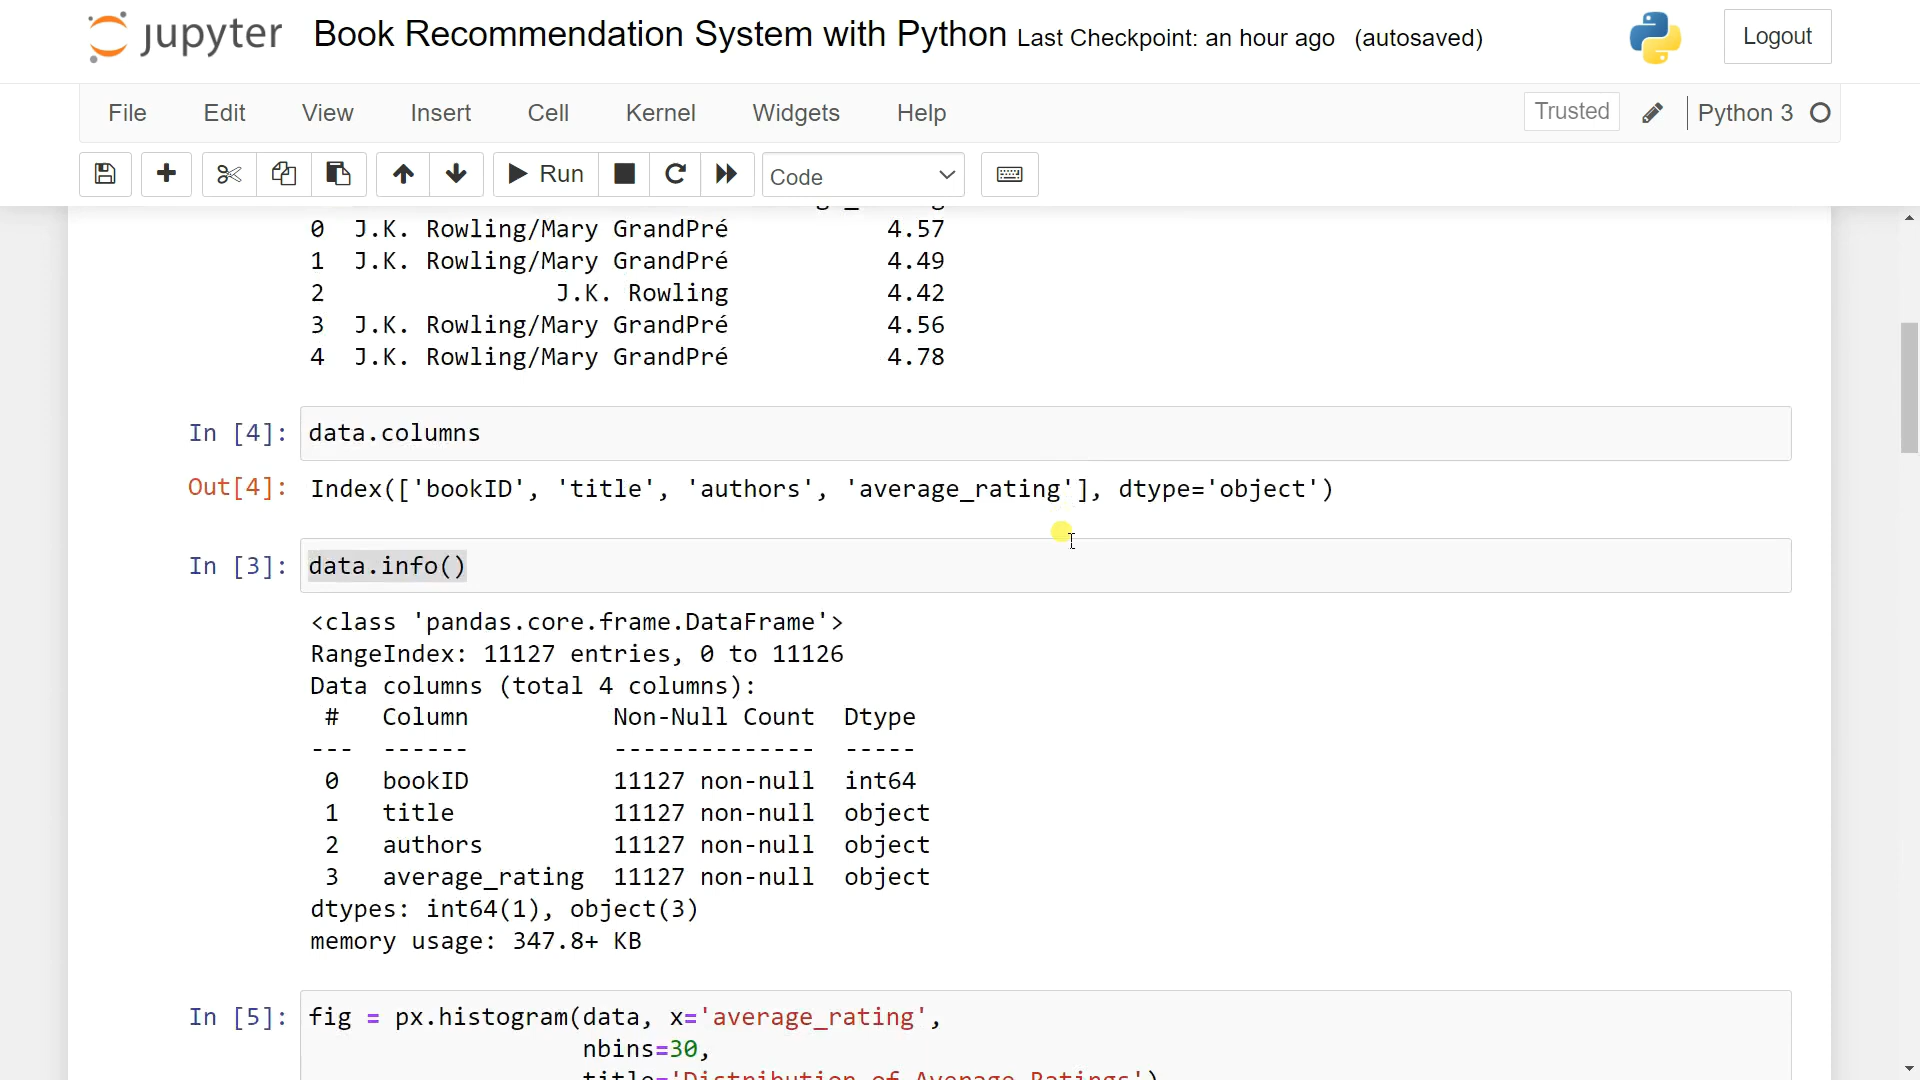 jupyter Book Recommendation System with Python Last Checkpoint: an hour ago (autosaved) Logout
File Edit View Insert Cell Kernel Widgets Help Trusted Python 3
Run Code
0 J.K. Rowling/Mary GrandPré 4.57
1 J.K. Rowling/Mary GrandPré 4.49
2 J.K. Rowling 4.42
3 J.K. Rowling/Mary GrandPré 4.56
4 J.K. Rowling/Mary GrandPré 4.78
In [4]: data.columns
Out[4]: Index(['bookID', 'title', 'authors', 'average_rating'], dtype='object')
In [3]: data.info()
<class 'pandas.core.frame.DataFrame'>
RangeIndex: 11127 entries, 0 to 11126
Data columns (total 4 columns):
# Column Non-Null Count Dtype
--- ------ -------------- -----
0 bookID 11127 non-null int64
1 title 11127 non-null object
2 authors 11127 non-null object
3 average_rating 11127 non-null object
dtypes: int64(1), object(3)
memory usage: 347.8+ KB
In [5]: fig = px.histogram(data, x='average_rating',
nbins=30,
title='Distribution of Average Ratings')